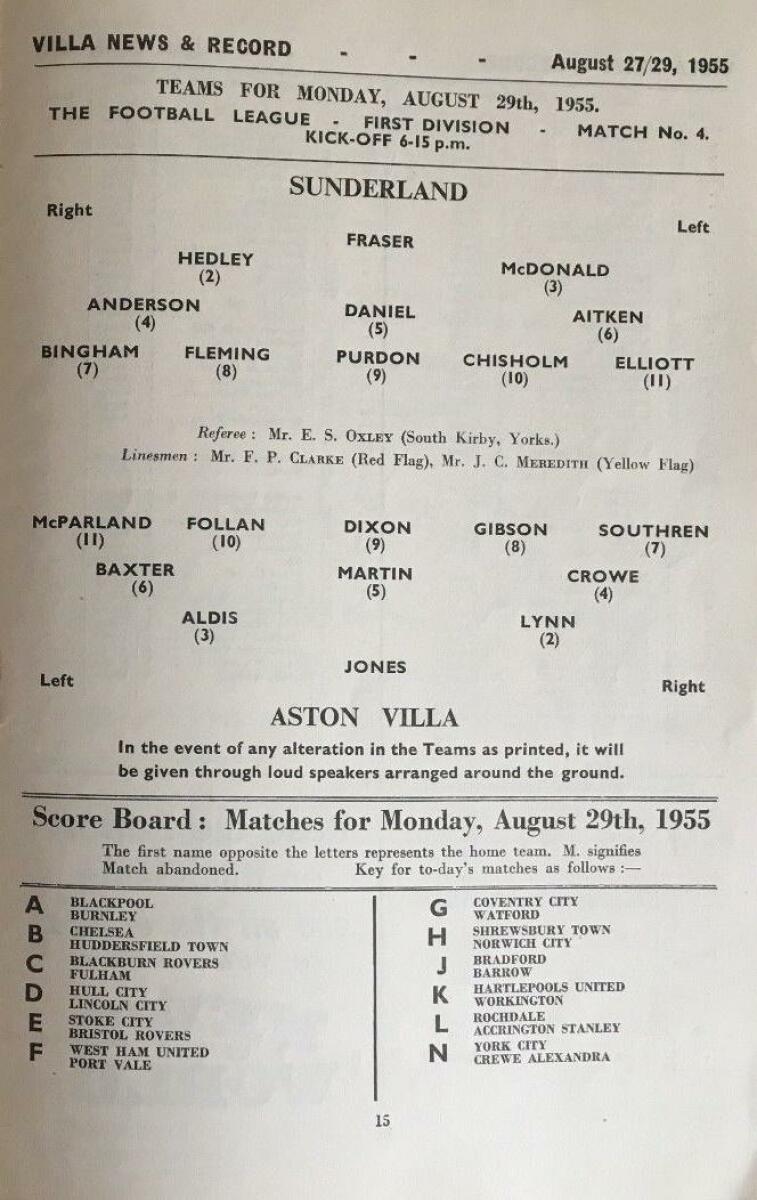 VILLA NEWS & RECORD - - - August 27/29, 1955
TEAMS FOR MONDAY, AUGUST 29th, 1955.
THE FOOTBALL LEAGUE - FIRST DIVISION - MATCH No. 4.
KICK-OFF 6-15 p.m.
SUNDERLAND
Right Left
FRASER
HEDLEY McDONALD
(2) (3)
ANDERSON DANIEL AITKEN
(4) (5) (6)
BINGHAM FLEMING PURDON CHISHOLM ELLIOTT
(7) (8) (9) (10) (11)
Referee : Mr. E. S. OXLEY (South Kirby, Yorks.)
Linesmen : Mr. F. P. CLARKE (Red Flag), Mr. J. C. MEREDITH (Yellow Flag)
McPARLAND FOLLAN DIXON GIBSON SOUTHREN
(11) (10) (9) (8) (7)
BAXTER MARTIN CROWE
(6) (5) (4)
ALDIS LYNN
(3) (2)
JONES
Left Right
ASTON VILLA
In the event of any alteration in the Teams as printed, it will
be given through loud speakers arranged around the ground.
Score Board : Matches for Monday, August 29th, 1955
The first name opposite the letters represents the home team. M. signifies
Match abandoned. Key for to-day's matches as follows :—
A BLACKPOOL
BURNLEY
B CHELSEA
HUDDERSFIELD TOWN
C BLACKBURN ROVERS
FULHAM
D HULL CITY
LINCOLN CITY
E STOKE CITY
BRISTOL ROVERS
F WEST HAM UNITED
PORT VALE
G COVENTRY CITY
WATFORD
H SHREWSBURY TOWN
NORWICH CITY
J BRADFORD
BARROW
K HARTLEPOOLS UNITED
WORKINGTON
L ROCHDALE
ACCRINGTON STANLEY
N YORK CITY
CREWE ALEXANDRA
15